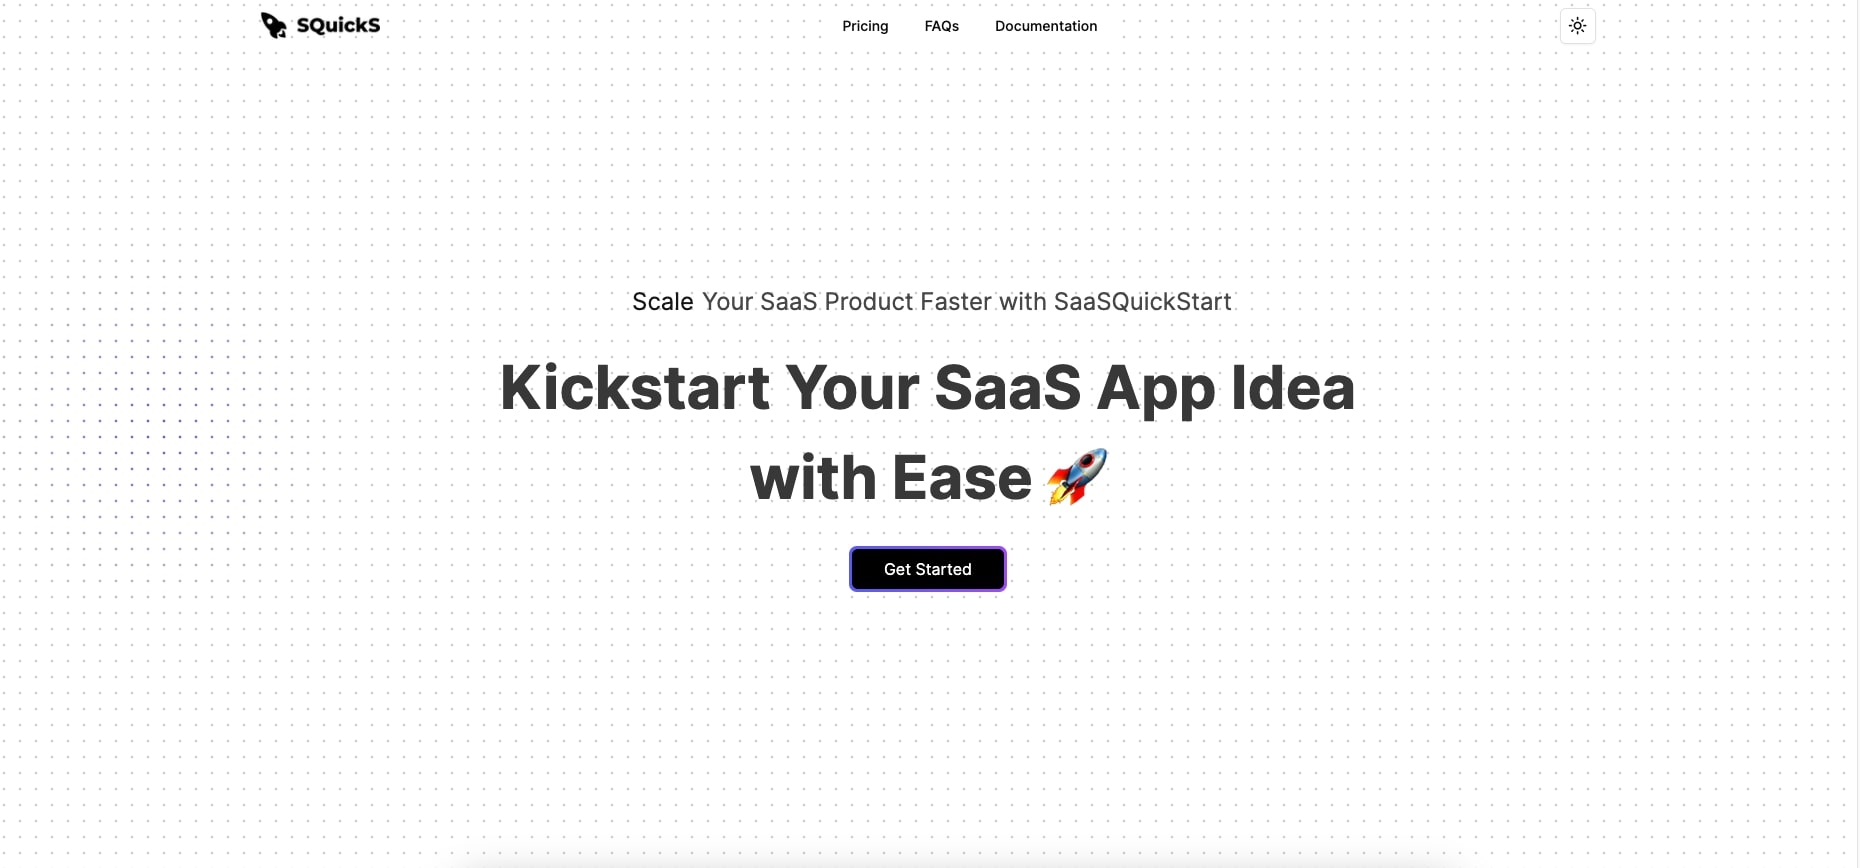 SQuickS
Pricing
FAQs
Documentation
Scale Your SaaS Product Faster with SaaSQuickStart
Kickstart Your SaaS App Idea
with Ease 🚀
Get Started